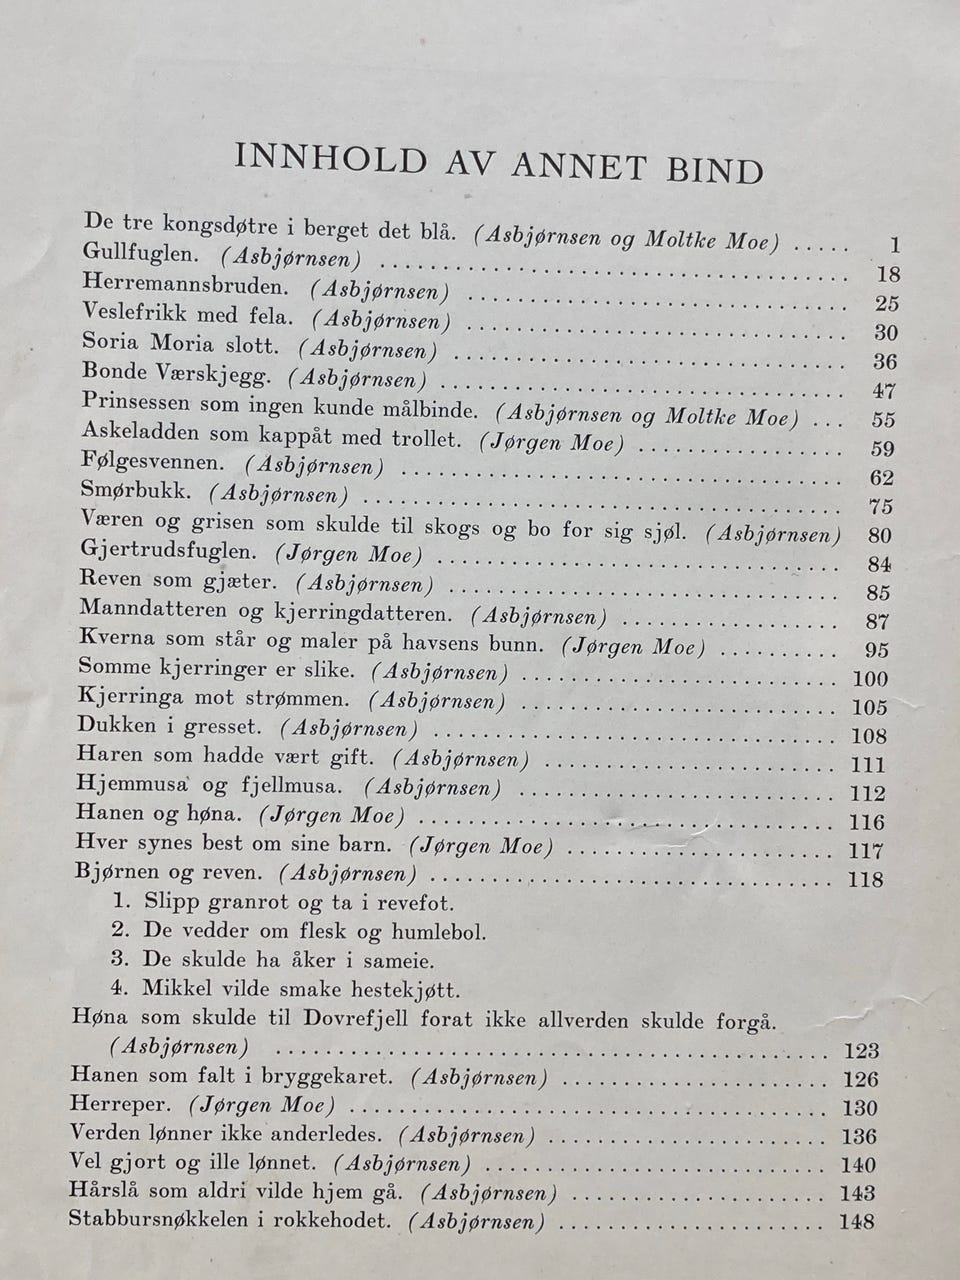 INNHOLD AV ANNET BIND
De tre kongsdøtre i berget det blå. (Asbjørnsen og Moltke Moe) ..... 1
Gullfuglen. (Asbjørnsen) ..... 18
Herremannsbruden. (Asbjørnsen) ..... 25
Veslefrikk med fela. (Asbjørnsen) ..... 30
Soria Moria slott. (Asbjørnsen) ..... 36
Bonde Værskjegg. (Asbjørnsen) ..... 47
Prinsessen som ingen kunde målbinde. (Asbjørnsen og Moltke Moe) ... 55
Askeladden som kappåt med trollet. (Jørgen Moe) ..... 59
Følgesvennen. (Asbjørnsen) ..... 62
Smørbukk. (Asbjørnsen) ..... 75
Væren og grisen som skulde til skogs og bo for sig sjøl. (Asbjørnsen) 80
Gjertrudsfuglen. (Jørgen Moe) ..... 84
Reven som gjæter. (Asbjørnsen) ..... 85
Manndatteren og kjerringdatteren. (Asbjørnsen) ..... 87
Kverna som står og maler på havsens bunn. (Jørgen Moe) ..... 95
Somme kjerringer er slike. (Asbjørnsen) ..... 100
Kjerringa mot strømmen. (Asbjørnsen) ..... 105
Dukken i gresset. (Asbjørnsen) ..... 108
Haren som hadde vært gift. (Asbjørnsen) ..... 111
Hjemmusa og fjellmusa. (Asbjørnsen) ..... 112
Hanen og høna. (Jørgen Moe) ..... 116
Hver synes best om sine barn. (Jørgen Moe) ..... 117
Bjørnen og reven. (Asbjørnsen) ..... 118
1. Slipp granrot og ta i revefot.
2. De vedder om flesk og humlebol.
3. De skulde ha åker i sameie.
4. Mikkel vilde smake hestekjøtt.
Høna som skulde til Dovrefjell forat ikke allverden skulde forgå.
(Asbjørnsen) ..... 123
Hanen som falt i bryggekaret. (Asbjørnsen) ..... 126
Herreper. (Jørgen Moe) ..... 130
Verden lønner ikke anderledes. (Asbjørnsen) ..... 136
Vel gjort og ille lønnet. (Asbjørnsen) ..... 140
Hårslå som aldri vilde hjem gå. (Asbjørnsen) ..... 143
Stabbursnøkkelen i rokkehodet. (Asbjørnsen) ..... 148